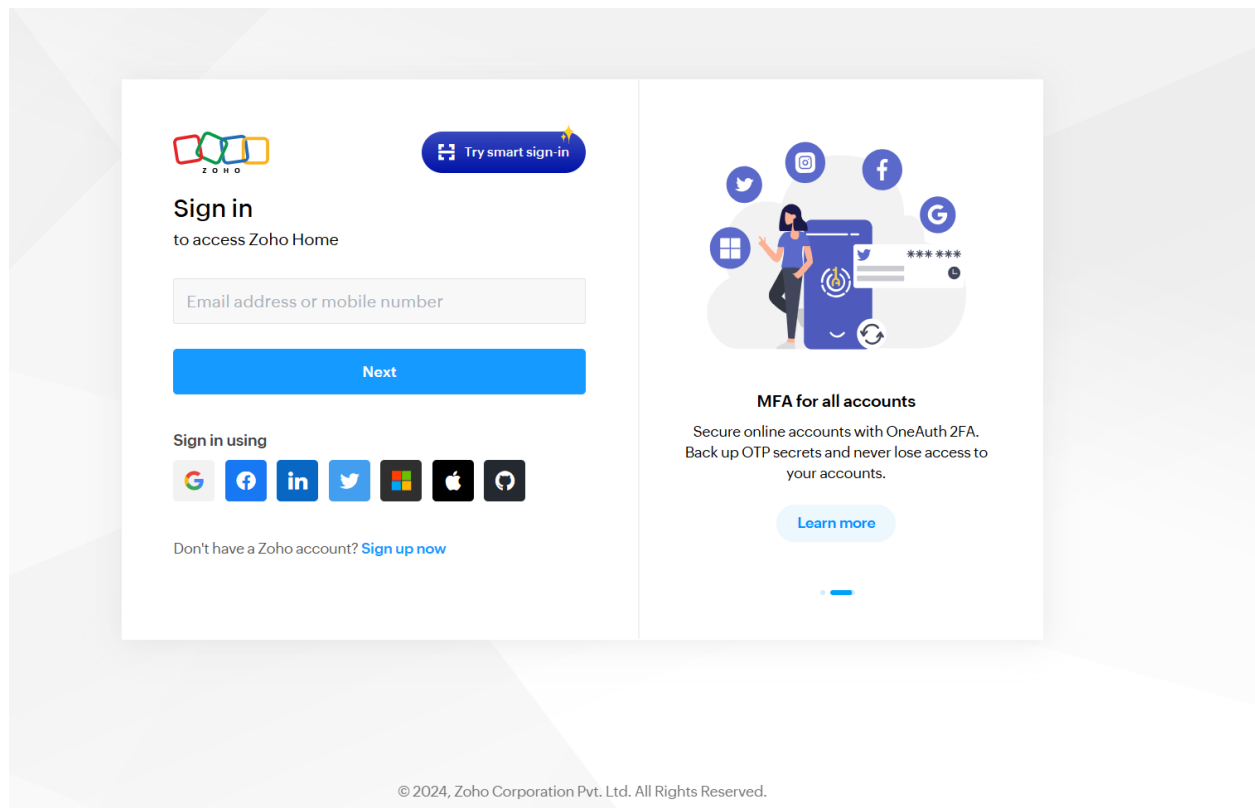 ZOHO
Try smart sign-in
Sign in
to access Zoho Home
Email address or mobile number
Next
Sign in using
in
Don't have a Zoho account? Sign up now
*** ***
MFA for all accounts
Secure online accounts with OneAuth 2FA.
Back up OTP secrets and never lose access to
your accounts.
Learn more
© 2024, Zoho Corporation Pvt. Ltd. All Rights Reserved.